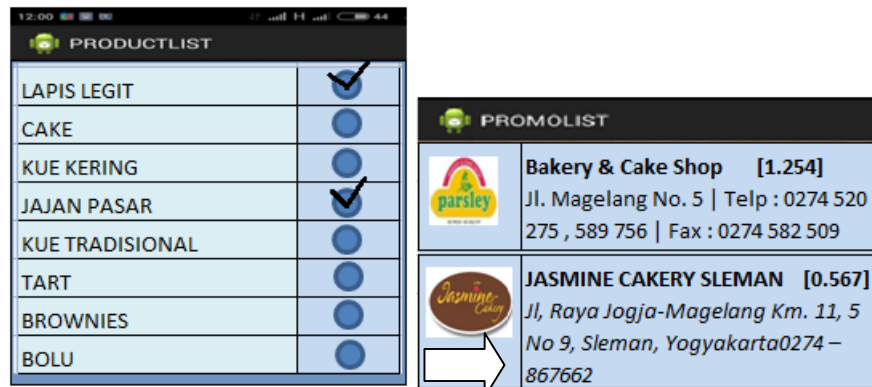 12:00
H
44
PRODUCTLIST
LAPIS LEGIT
CAKE
KUE KERING
JAJAN PASAR
KUE TRADISIONAL
TART
BROWNIES
BOLU
PROMOLIST
parsley
Bakery & Cake Shop [1.254]
Jl. Magelang No. 5 | Telp : 0274 520
275 , 589 756 | Fax : 0274 582 509
Jasmine
Cakery
JASMINE CAKERY SLEMAN [0.567]
Jl, Raya Jogja-Magelang Km. 11, 5
No 9, Sleman, Yogyakarta0274 –
867662